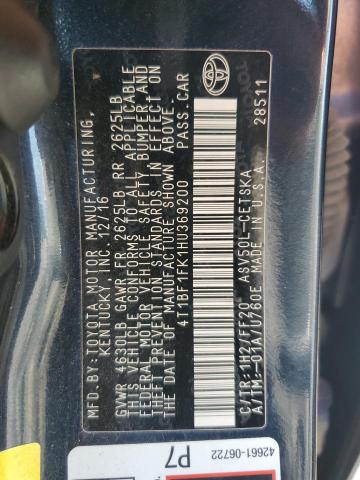 MFD. BY:TOYOTA MOTOR MANUFACTURING,
KENTUCKY INC. 12/16
GVWR 4630LB GAWR FR 2625LB RR 2625LB
THIS VEHICLE CONFORMS TO ALL APPLICABLE
FEDERAL MOTOR VEHICLE SAFETY, BUMPER, AND
THEFT PREVENTION STANDARDS IN EFFECT ON
THE DATE OF MANUFACTURE SHOWN ABOVE.
4T1BF1FK1HU369200 PASS.CAR
C/TR:1H2/FF20 ASV50L-CETSKA
A/TM:-01A/U760E MADE IN U.S.A. 28511
TOYOTA
42661-06722
P7